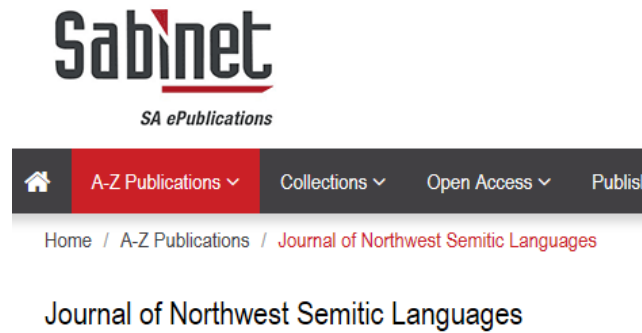 Sabinet
SA ePublications
A-Z Publications Collections Open Access Publis
Home / A-Z Publications / Journal of Northwest Semitic Languages
Journal of Northwest Semitic Languages